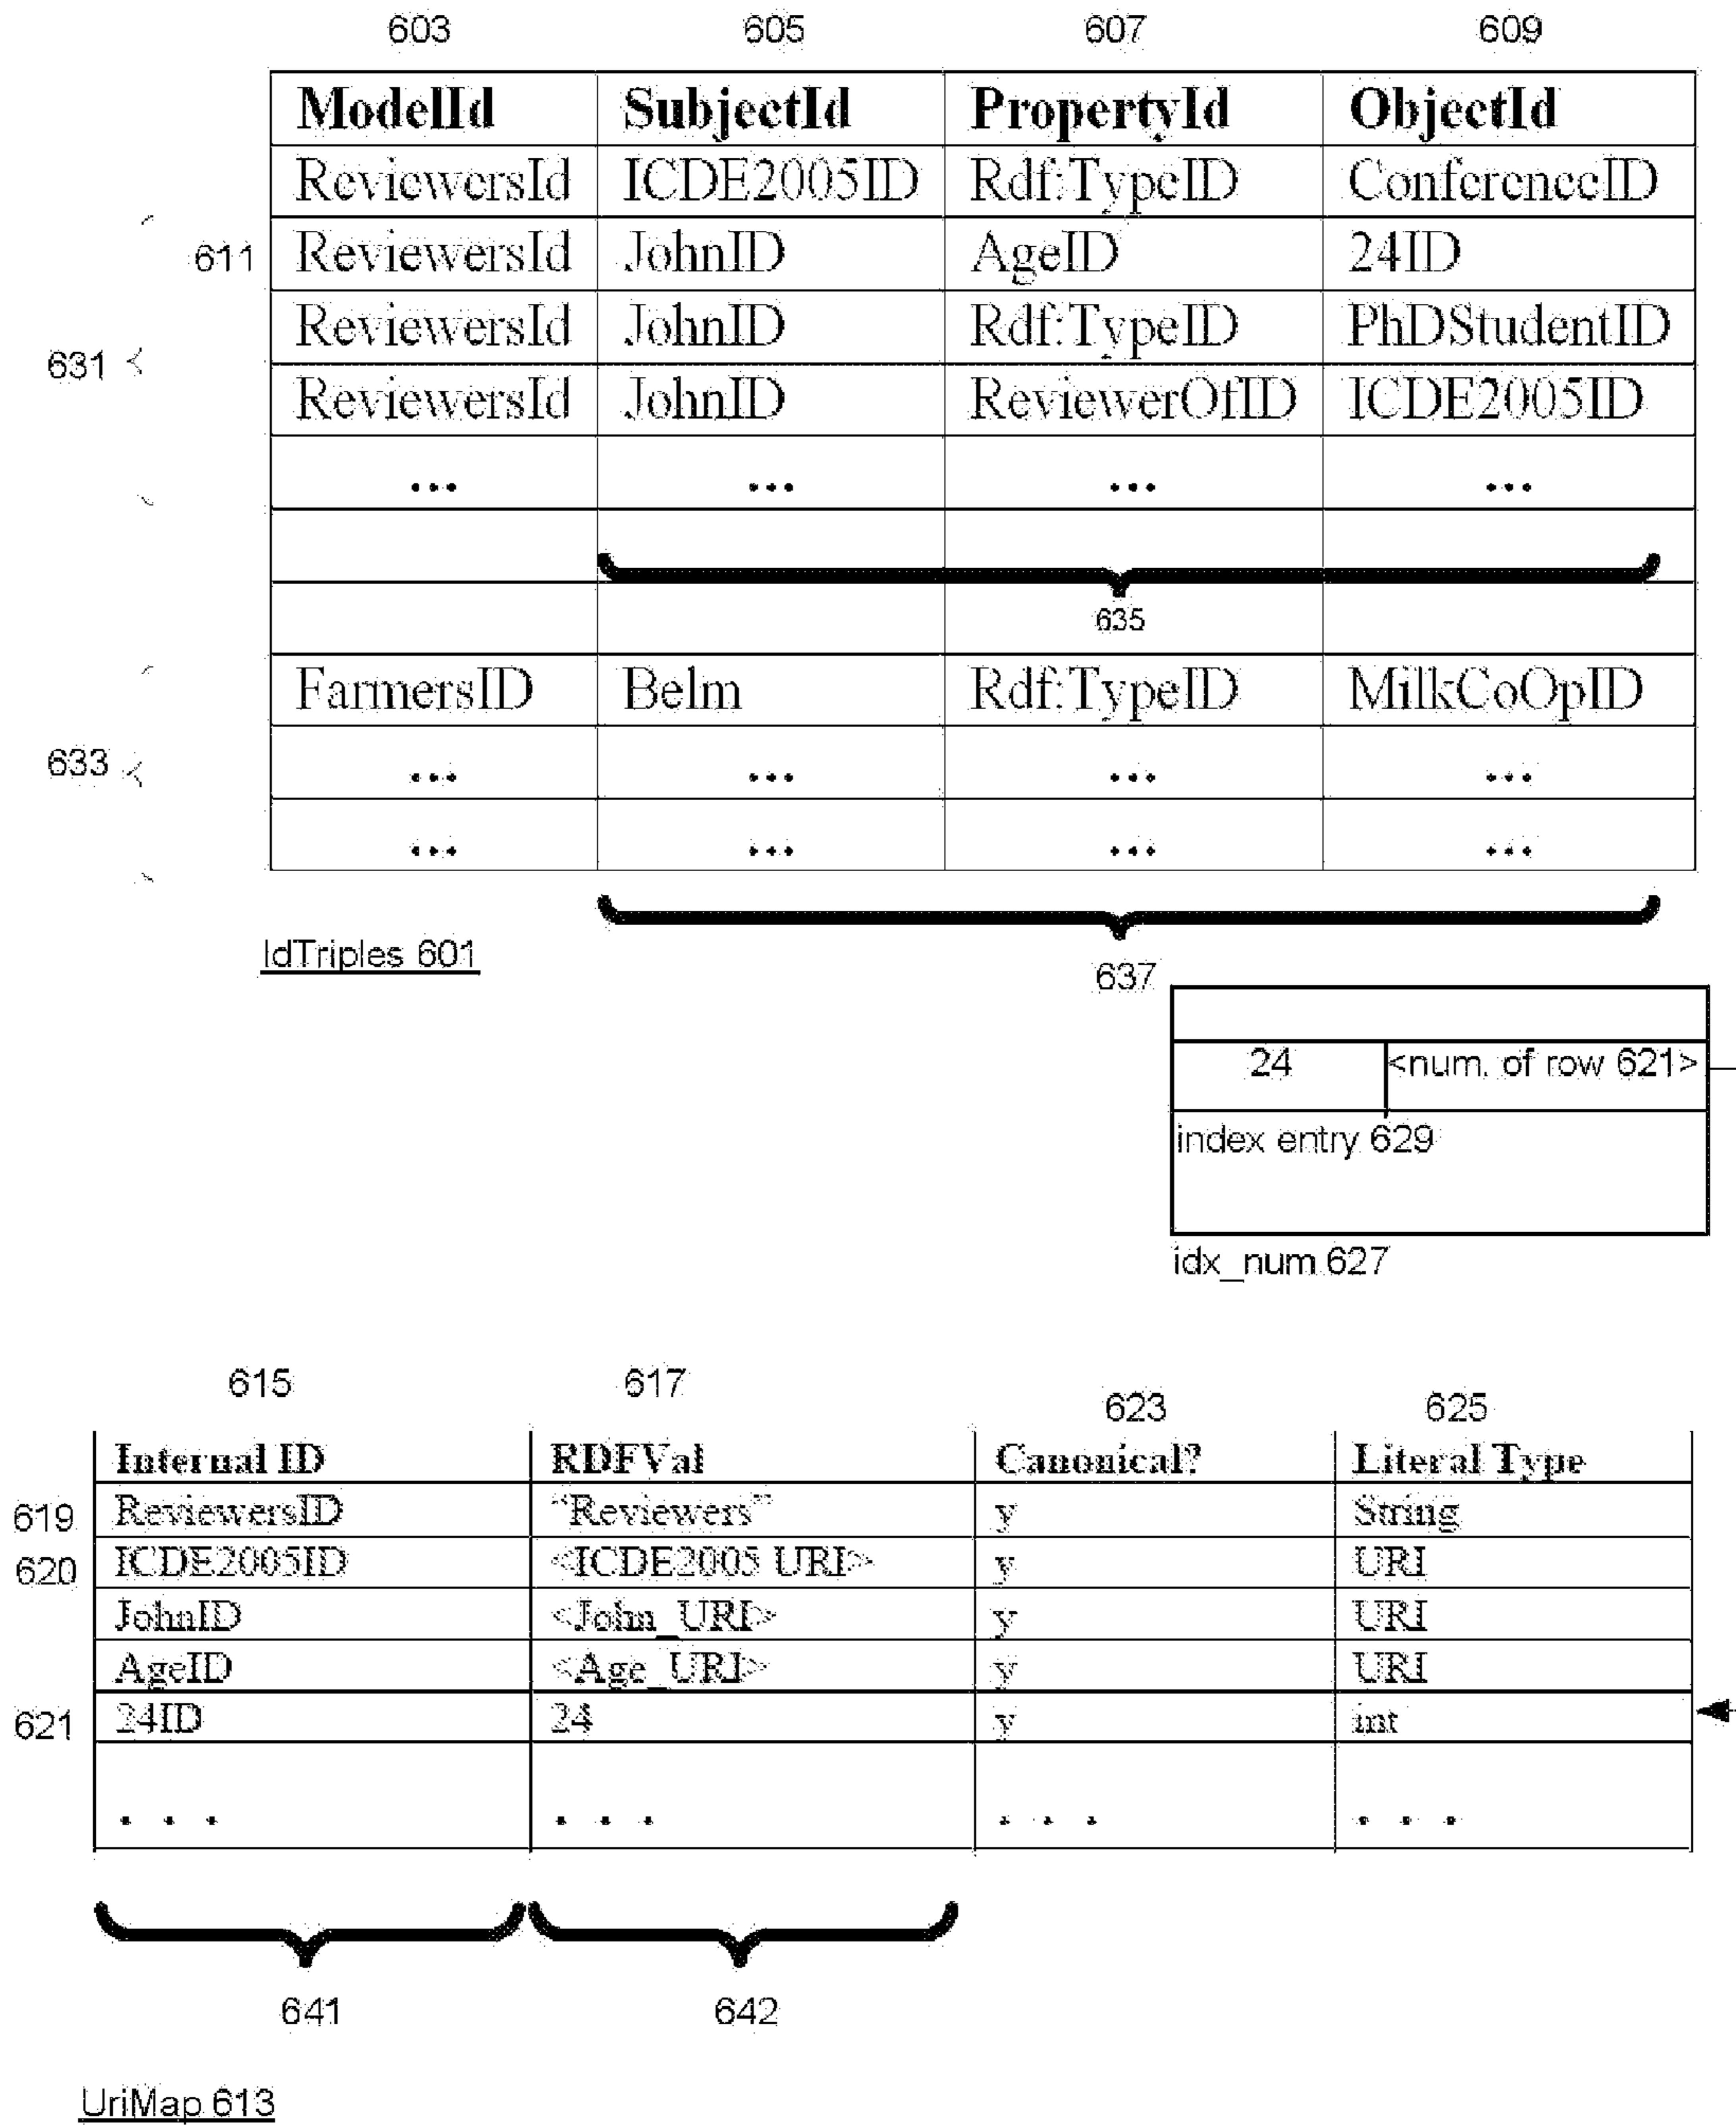 603 605 607 609
ModelId SubjectId PropertyId ObjectId
ReviewersId ICDE2005ID Rdf:TypeID ConferenceID
611 ReviewersId JohnID AgeID 24ID
631 ReviewersId JohnID Rdf:TypeID PhDStudentID
ReviewersId JohnID ReviewerOfID ICDE2005ID
... ... ... ...
635
FarmersID Belm Rdf:TypeID MilkCoOpID
633 ... ... ... ...
... ... ... ...
IdTriples 601
637
24 <num. of row 621>
index entry 629
idx_num 627
615 617 623 625
Internal ID RDFVal Canonical? Literal Type
619 ReviewersID “Reviewers” y String
620 ICDE2005ID <ICDE2005 URI> y URI
JohnID <John_URI> y URI
AgeID <Age_URI> y URI
621 24ID 24 y int
. . . . . . . . . . . .
641 642
UriMap 613